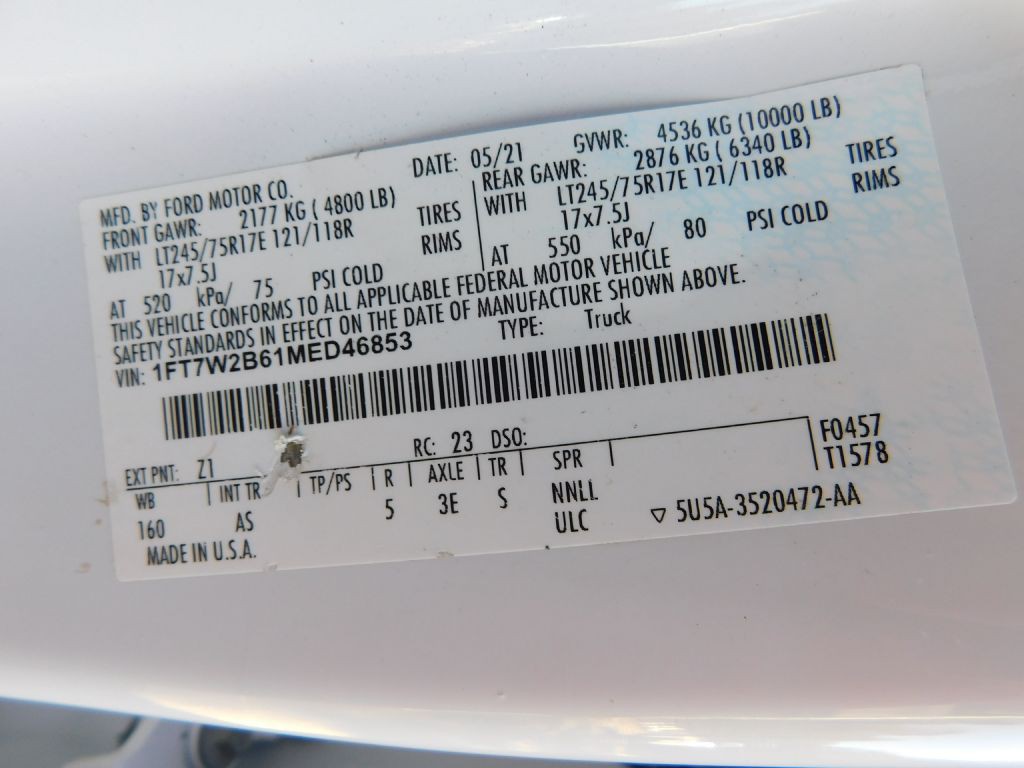 MFD. BY FORD MOTOR CO. DATE: 05/21 GVWR: 4536 KG (10000 LB)
FRONT GAWR: 2177 KG ( 4800 LB) REAR GAWR: 2876 KG ( 6340 LB)
WITH LT245/75R17E 121/118R TIRES WITH LT245/75R17E 121/118R TIRES
17x7.5J RIMS 17x7.5J RIMS
AT 520 kPa/ 75 PSI COLD AT 550 kPa/ 80 PSI COLD
THIS VEHICLE CONFORMS TO ALL APPLICABLE FEDERAL MOTOR VEHICLE
SAFETY STANDARDS IN EFFECT ON THE DATE OF MANUFACTURE SHOWN ABOVE.
VIN: 1FT7W2B61MED46853 TYPE: Truck
EXT PNT: Z1 RC: 23 DSO: F0457
WB INT TR TP/PS R AXLE TR SPR T1578
160 AS 5 3E S NNLL
ULC ▽ 5U5A-3520472-AA
MADE IN U.S.A.